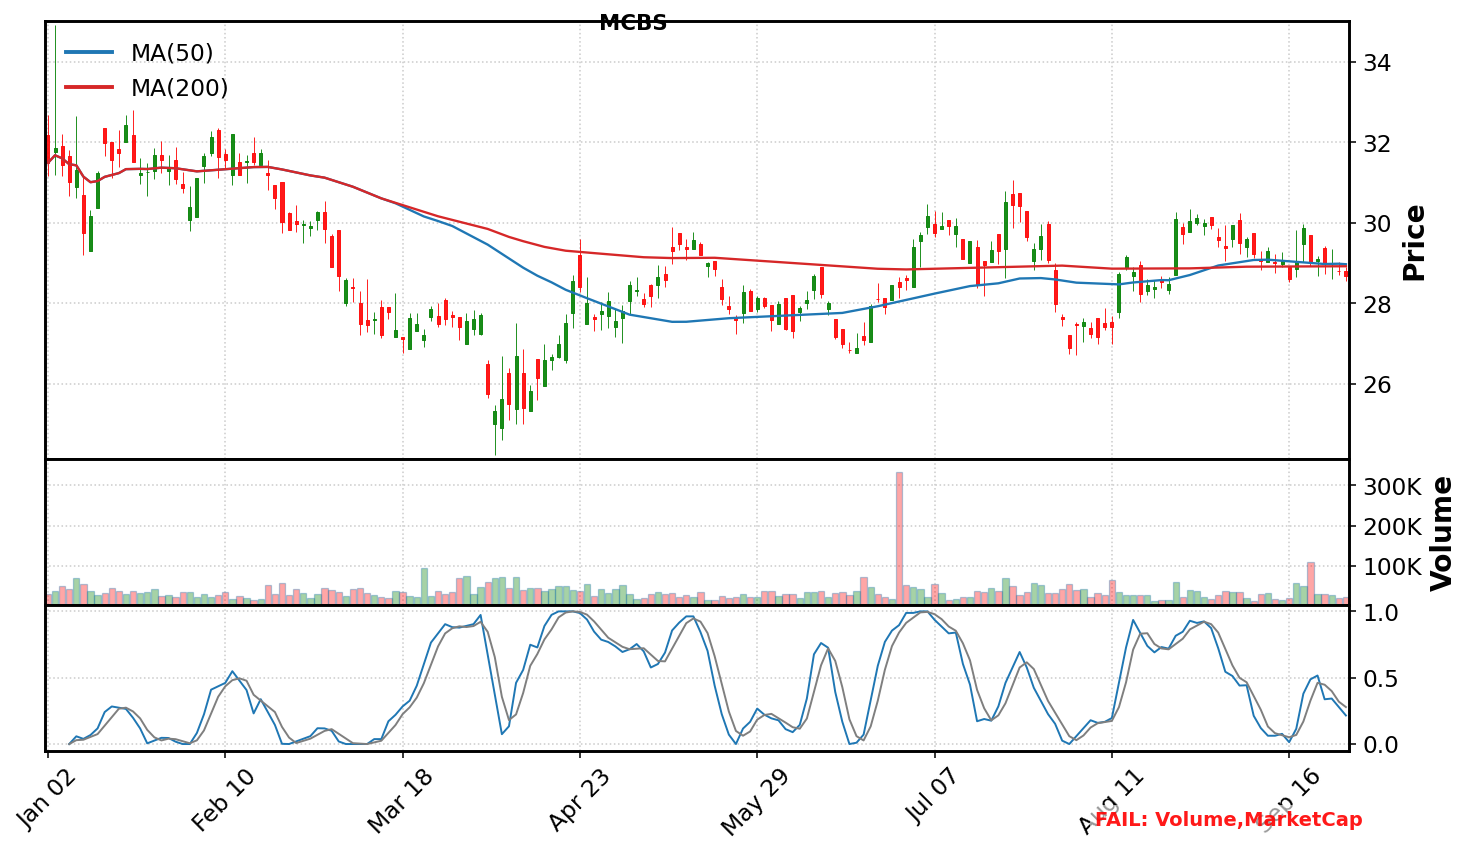 MCBS
MA(50)
MA(200)
34
32
30
28
26
Price
300K
200K
100K
Volume
1.0
0.5
0.0
Jan 02
Feb 10
Mar 18
Apr 23
May 29
Jul 07
Aug 11
Sep 16
FAIL: Volume,MarketCap